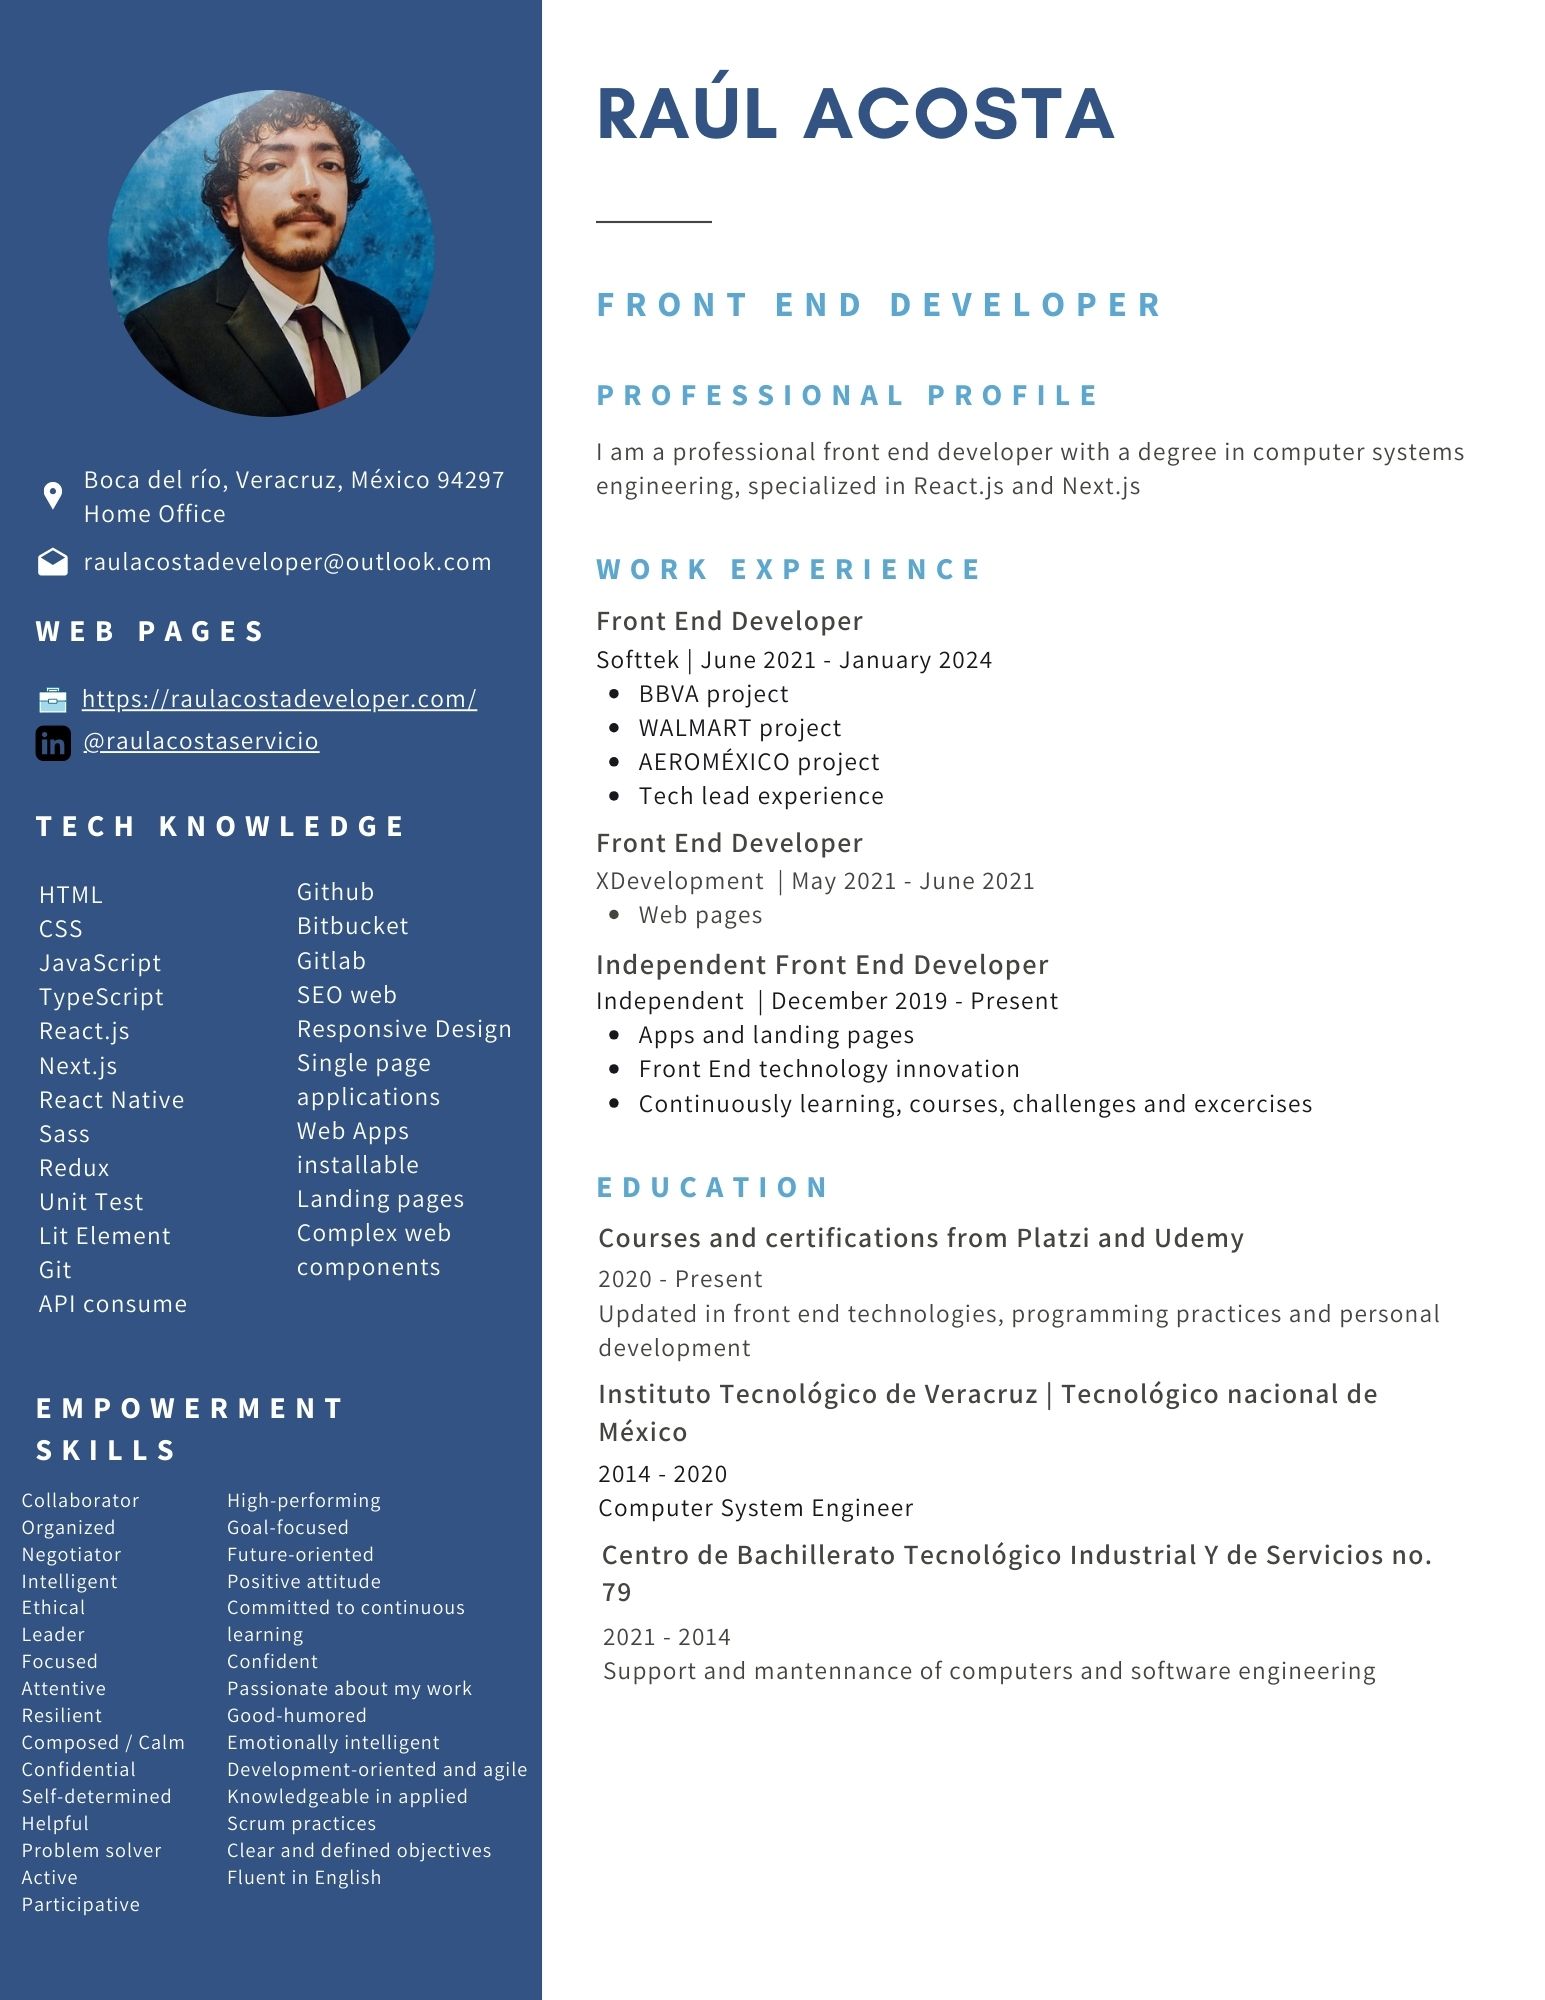 RAÚL ACOSTA
FRONT END DEVELOPER
PROFESSIONAL PROFILE
I am a professional front end developer with a degree in computer systems
engineering, specialized in React.js and Next.js
WORK EXPERIENCE
Front End Developer
Softtek | June 2021 - January 2024
• BBVA project
• WALMART project
• AEROMÉXICO project
• Tech lead experience
Front End Developer
XDevelopment | May 2021 - June 2021
• Web pages
Independent Front End Developer
Independent | December 2019 - Present
• Apps and landing pages
• Front End technology innovation
• Continuously learning, courses, challenges and excercises
EDUCATION
Courses and certifications from Platzi and Udemy
2020 - Present
Updated in front end technologies, programming practices and personal
development
Instituto Tecnológico de Veracruz | Tecnológico nacional de
México
2014 - 2020
Computer System Engineer
Centro de Bachillerato Tecnológico Industrial Y de Servicios no.
79
2021 - 2014
Support and mantennance of computers and software engineering
Boca del río, Veracruz, México 94297
Home Office
raulacostadeveloper@outlook.com
WEB PAGES
https://raulacostadeveloper.com/
in
@raulacostaservicio
TECH KNOWLEDGE
HTML
CSS
JavaScript
TypeScript
React.js
Next.js
React Native
Sass
Redux
Unit Test
Lit Element
Git
API consume
Github
Bitbucket
Gitlab
SEO web
Responsive Design
Single page
applications
Web Apps
installable
Landing pages
Complex web
components
EMPOWERMENT
SKILLS
Collaborator
Organized
Negotiator
Intelligent
Ethical
Leader
Focused
Attentive
Resilient
Composed / Calm
Confidential
Self-determined
Helpful
Problem solver
Active
Participative
High-performing
Goal-focused
Future-oriented
Positive attitude
Committed to continuous
learning
Confident
Passionate about my work
Good-humored
Emotionally intelligent
Development-oriented and agile
Knowledgeable in applied
Scrum practices
Clear and defined objectives
Fluent in English